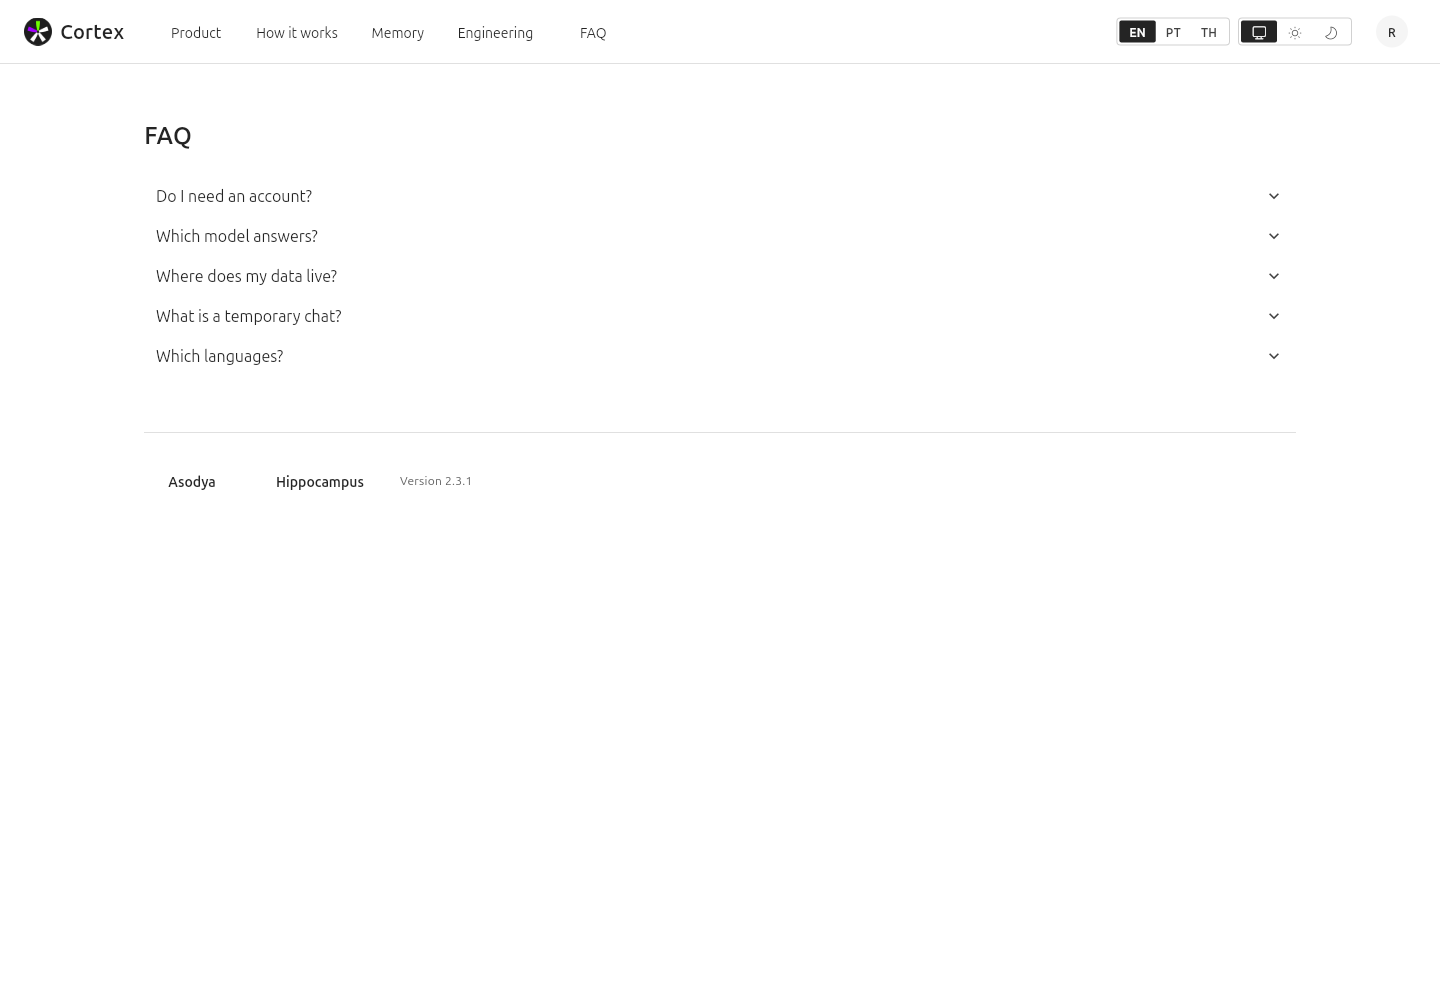 Cortex
Product
How it works
Memory
Engineering
FAQ
EN
PT
TH
R
FAQ
Do I need an account?
Which model answers?
Where does my data live?
What is a temporary chat?
Which languages?
Asodya
Hippocampus
Version 2.3.1